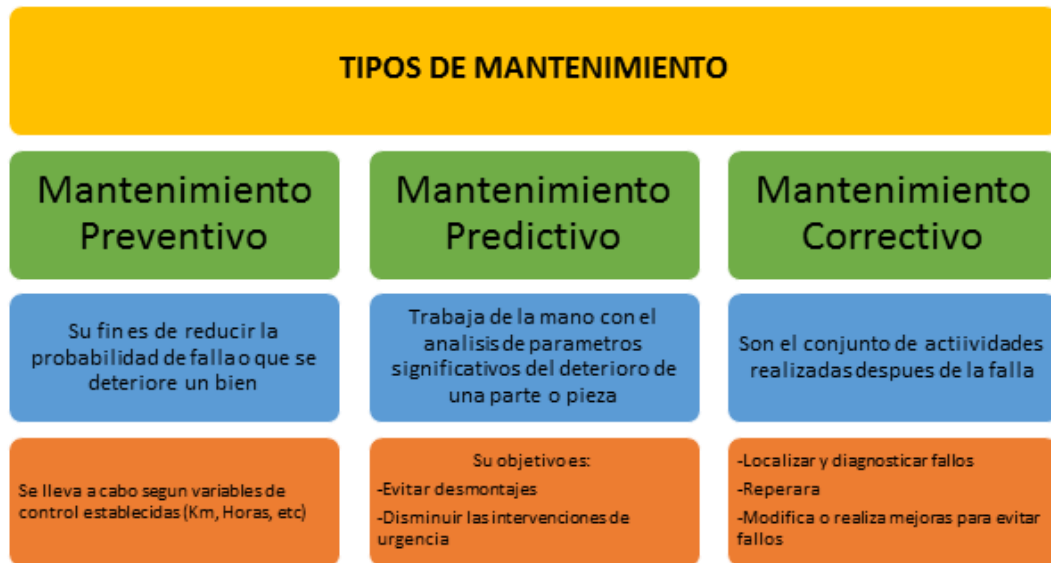 TIPOS DE MANTENIMIENTO
Mantenimiento
Preventivo
Su fin es de reducir la
probabilidad de falla o que se
deteriore un bien
Se lleva a cabo segun variables de
control establecidas (Km, Horas, etc)
Mantenimiento
Predictivo
Trabaja de la mano con el
analisis de parametros
significativos del deterioro de
una parte o pieza
Su objetivo es:
-Evitar desmontajes
-Disminuir las intervenciones de
urgencia
Mantenimiento
Correctivo
Son el conjunto de actiividades
realizadas despues de la falla
-Localizar y diagnosticar fallos
-Reperara
-Modifica o realiza mejoras para evitar
fallos